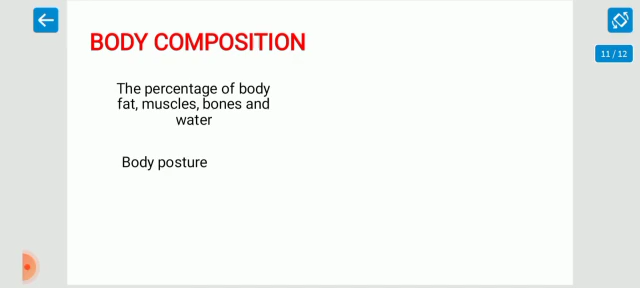 BODY COMPOSITION
11 / 12
The percentage of body
fat, muscles, bones and
water
Body posture